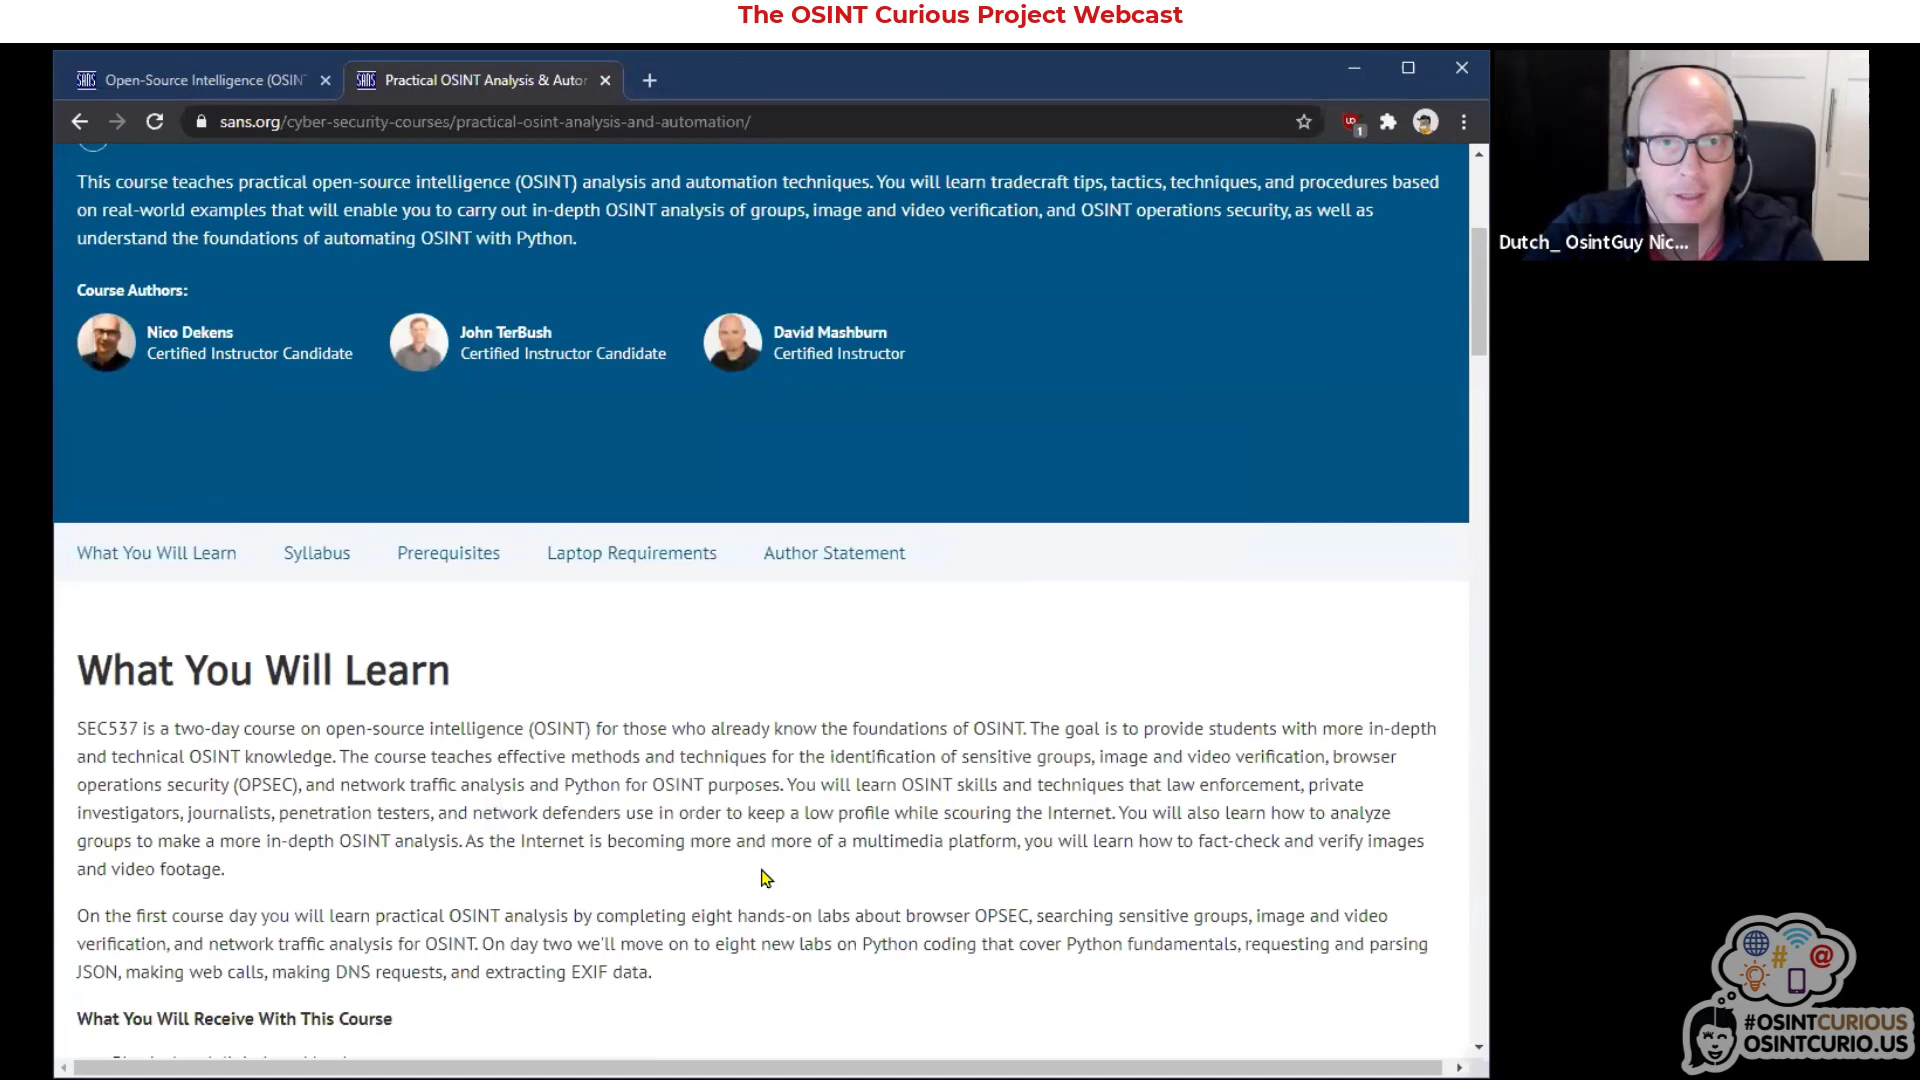 The OSINT Curious Project Webcast
Open-Source Intelligence (OSIN
Practical OSINT Analysis & Autor
sans.org/cyber-security-courses/practical-osint-analysis-and-automation/
This course teaches practical open-source intelligence (OSINT) analysis and automation techniques. You will learn tradecraft tips, tactics, techniques, and procedures based
on real-world examples that will enable you to carry out in-depth OSINT analysis of groups, image and video verification, and OSINT operations security, as well as
understand the foundations of automating OSINT with Python.
Dutch_ OsintGuy Nic...
Course Authors:
Nico Dekens
Certified Instructor Candidate
John TerBush
Certified Instructor Candidate
David Mashburn
Certified Instructor
What You Will Learn Syllabus Prerequisites Laptop Requirements Author Statement
What You Will Learn
SEC537 is a two-day course on open-source intelligence (OSINT) for those who already know the foundations of OSINT. The goal is to provide students with more in-depth
and technical OSINT knowledge. The course teaches effective methods and techniques for the identification of sensitive groups, image and video verification, browser
operations security (OPSEC), and network traffic analysis and Python for OSINT purposes. You will learn OSINT skills and techniques that law enforcement, private
investigators, journalists, penetration testers, and network defenders use in order to keep a low profile while scouring the Internet. You will also learn how to analyze
groups to make a more in-depth OSINT analysis. As the Internet is becoming more and more of a multimedia platform, you will learn how to fact-check and verify images
and video footage.
On the first course day you will learn practical OSINT analysis by completing eight hands-on labs about browser OPSEC, searching sensitive groups, image and video
verification, and network traffic analysis for OSINT. On day two we'll move on to eight new labs on Python coding that cover Python fundamentals, requesting and parsing
JSON, making web calls, making DNS requests, and extracting EXIF data.
What You Will Receive With This Course
#OSINTCURIOUS
OSINTCURIO.US